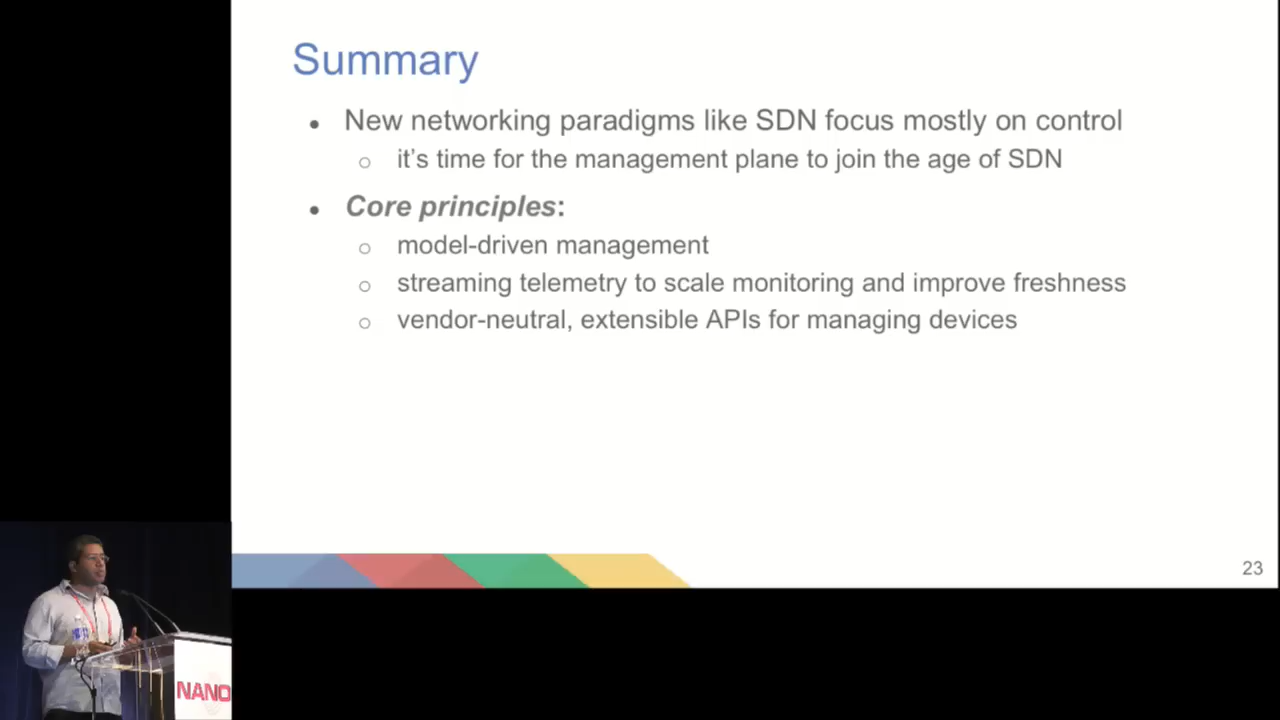 Summary
● New networking paradigms like SDN focus mostly on control
○ it's time for the management plane to join the age of SDN
● Core principles:
○ model-driven management
○ streaming telemetry to scale monitoring and improve freshness
○ vendor-neutral, extensible APIs for managing devices
23
NANO